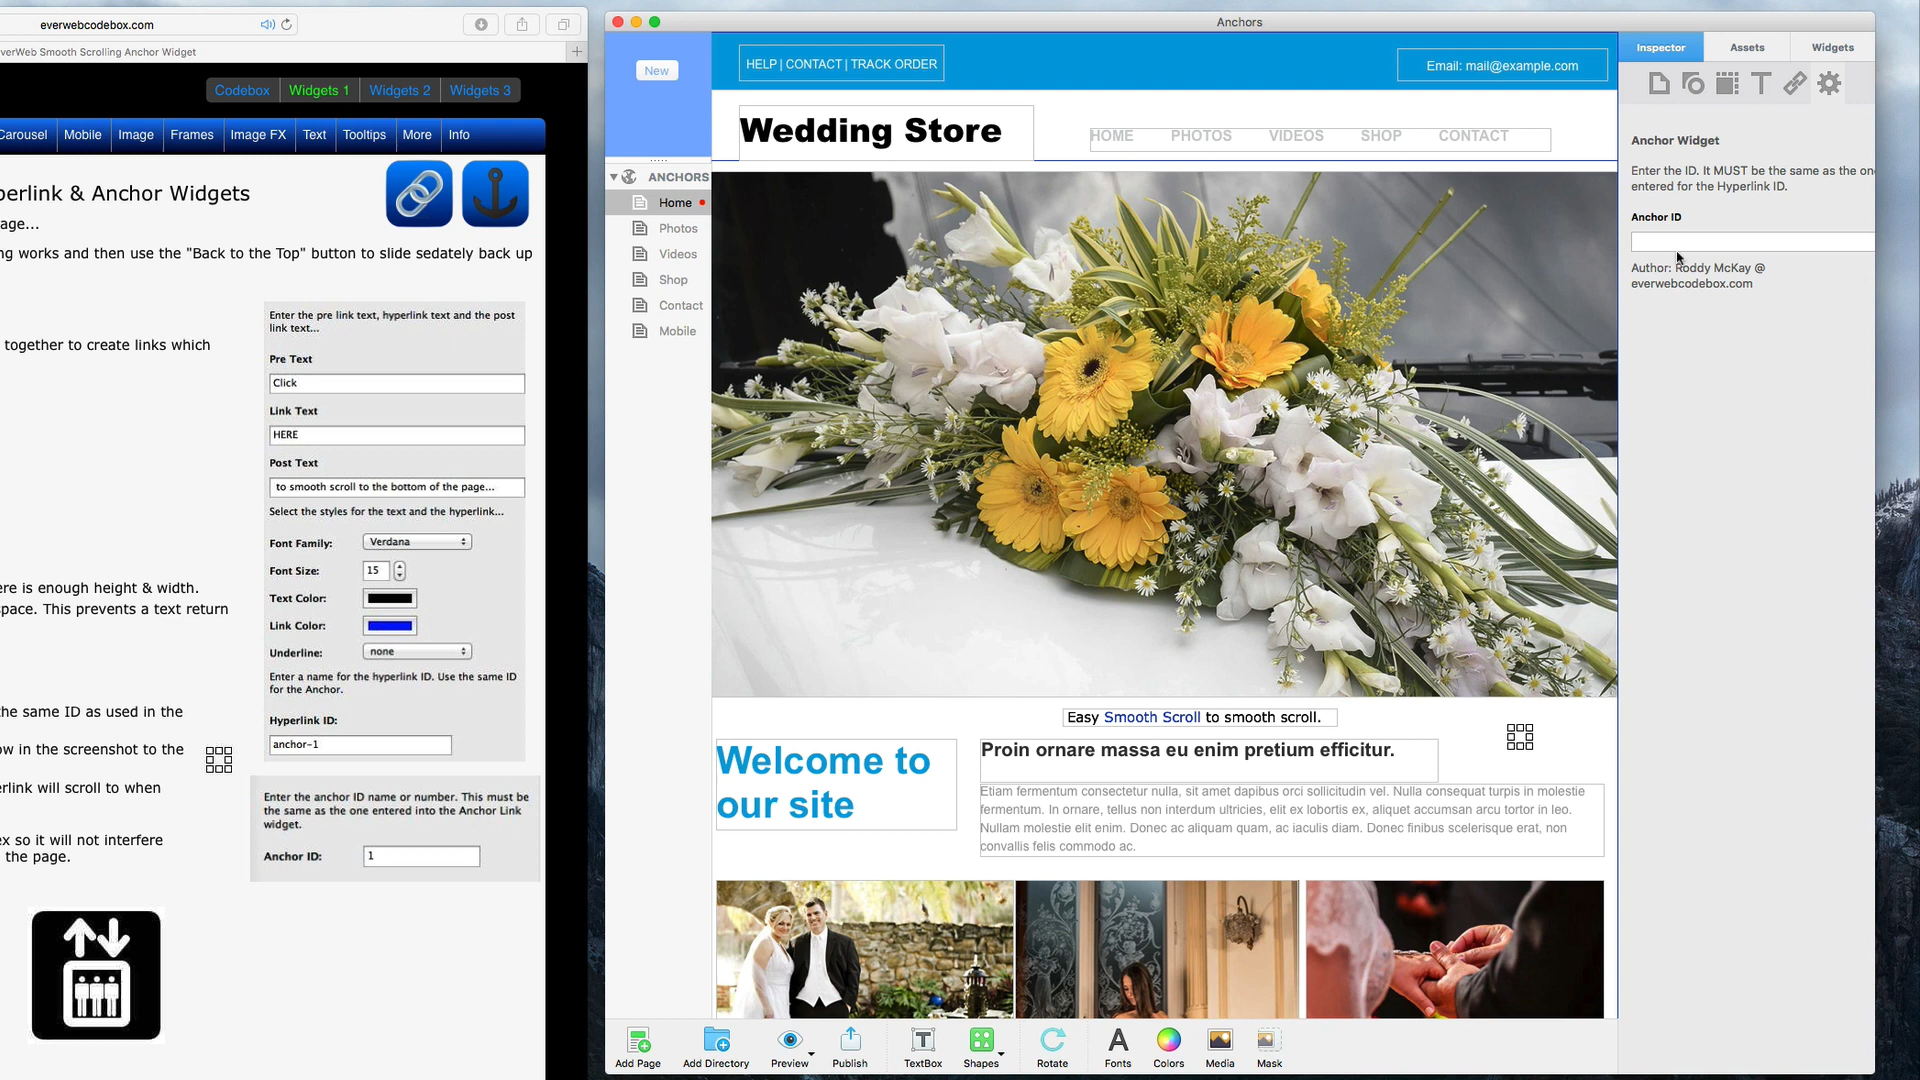 everwebcodebox.com
verWeb Smooth Scrolling Anchor Widget
Codebox
Widgets 1
Widgets 2
Widgets 3
Carousel
Mobile
Image
Frames
Image FX
Text
Tooltips
More
Info
perlink & Anchor Widgets
age...
ng works and then use the "Back to the Top" button to slide sedately back up
together to create links which
ere is enough height & width.
space. This prevents a text return
he same ID as used in the
ow in the screenshot to the
erlink will scroll to when
ex so it will not interfere
the page.
Enter the pre link text, hyperlink text and the post
link text...
Pre Text
Click
Link Text
HERE
Post Text
to smooth scroll to the bottom of the page...
Select the styles for the text and the hyperlink...
Font Family:
Verdana
Font Size:
15
Text Color:
Link Color:
Underline:
none
Enter a name for the hyperlink ID. Use the same ID
for the Anchor.
Hyperlink ID:
anchor-1
Enter the anchor ID name or number. This must be
the same as the one entered into the Anchor Link
widget.
Anchor ID:
1
Anchors
New
ANCHORS
Home
Photos
Videos
Shop
Contact
Mobile
HELP | CONTACT | TRACK ORDER
Email: mail@example.com
Wedding Store
HOME
PHOTOS
VIDEOS
SHOP
CONTACT
Easy Smooth Scroll to smooth scroll.
Welcome to
our site
Proin ornare massa eu enim pretium efficitur.
Etiam fermentum consectetur nulla, sit amet dapibus orci sollicitudin vel. Nulla consequat turpis in molestie
fermentum. In ornare, tellus non interdum ultricies, elit ex lobortis ex, aliquet accumsan arcu tortor in leo.
Nullam molestie elit enim. Donec ac aliquam quam, ac iaculis diam. Donec finibus scelerisque erat, non
convallis felis commodo ac.
Add Page
Add Directory
Preview
Publish
TextBox
Shapes
Rotate
Fonts
Colors
Media
Mask
Inspector
Assets
Widgets
Anchor Widget
Enter the ID. It MUST be the same as the on
entered for the Hyperlink ID.
Anchor ID
Author: Roddy McKay @
everwebcodebox.com